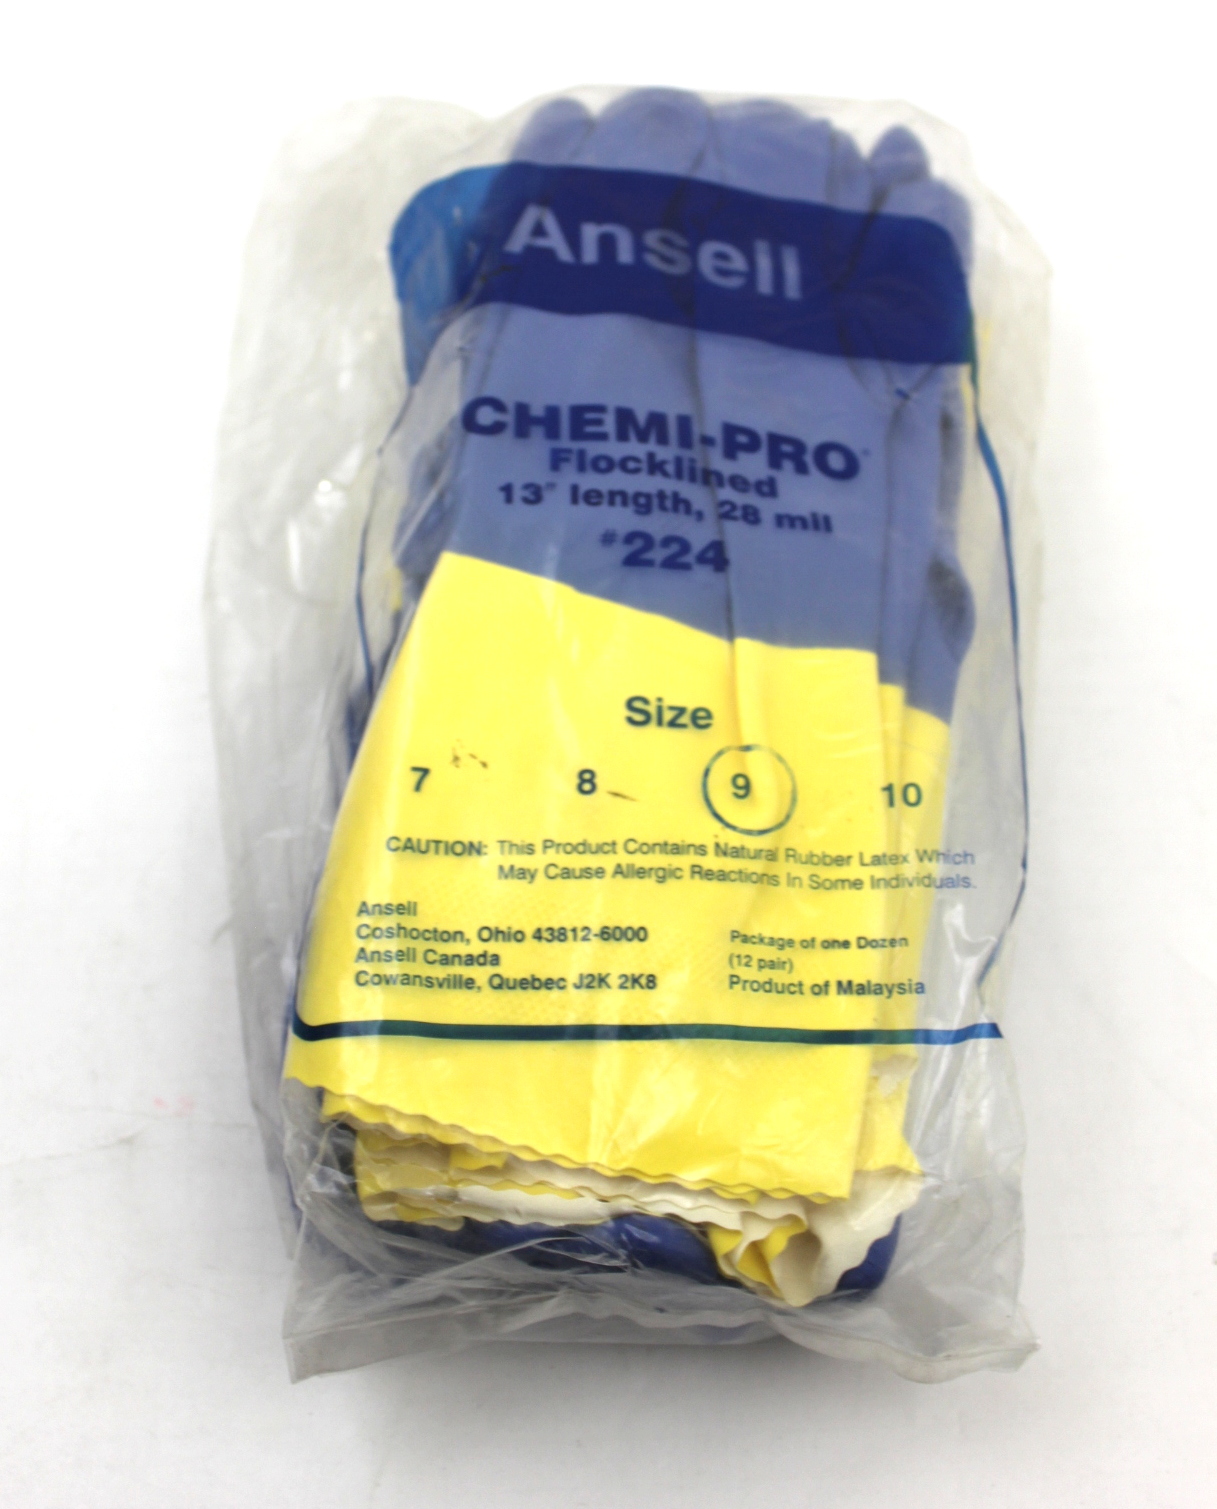 Ansell
CHEMI-PRO®
Flocklined
13" length, 28 mil
#224
Size
7 8 9 10
CAUTION: This Product Contains Natural Rubber Latex Which
May Cause Allergic Reactions In Some Individuals.
Ansell
Coshocton, Ohio 43812-6000
Ansell Canada
Cowansville, Quebec J2K 2K8
Package of one Dozen
(12 pair)
Product of Malaysia